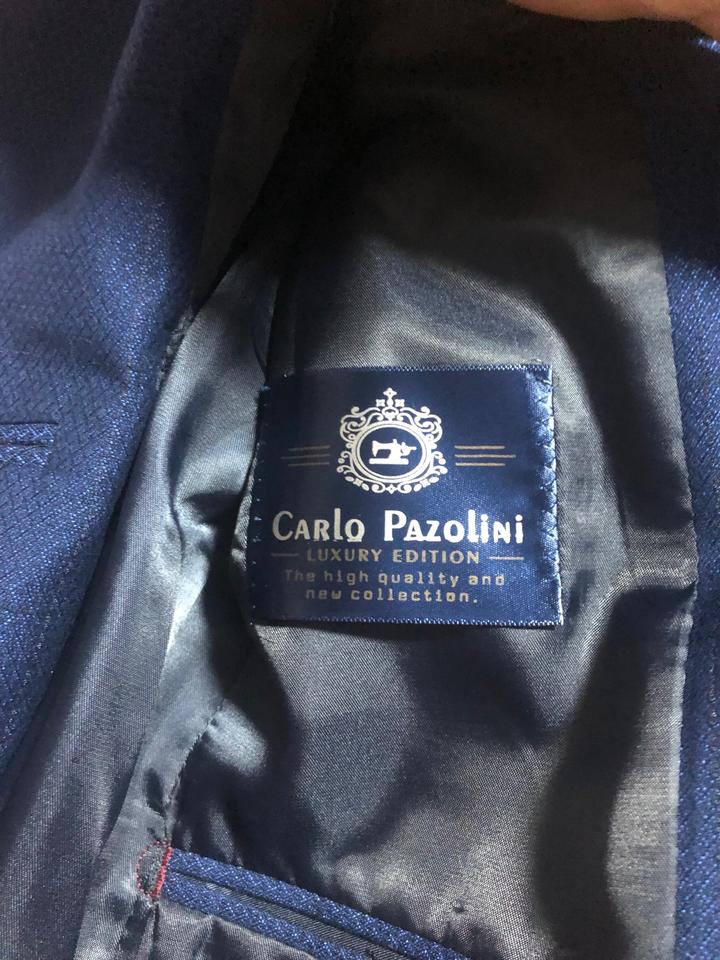 Carlo Pazolini
LUXURY EDITION
The high quality and
new collection.